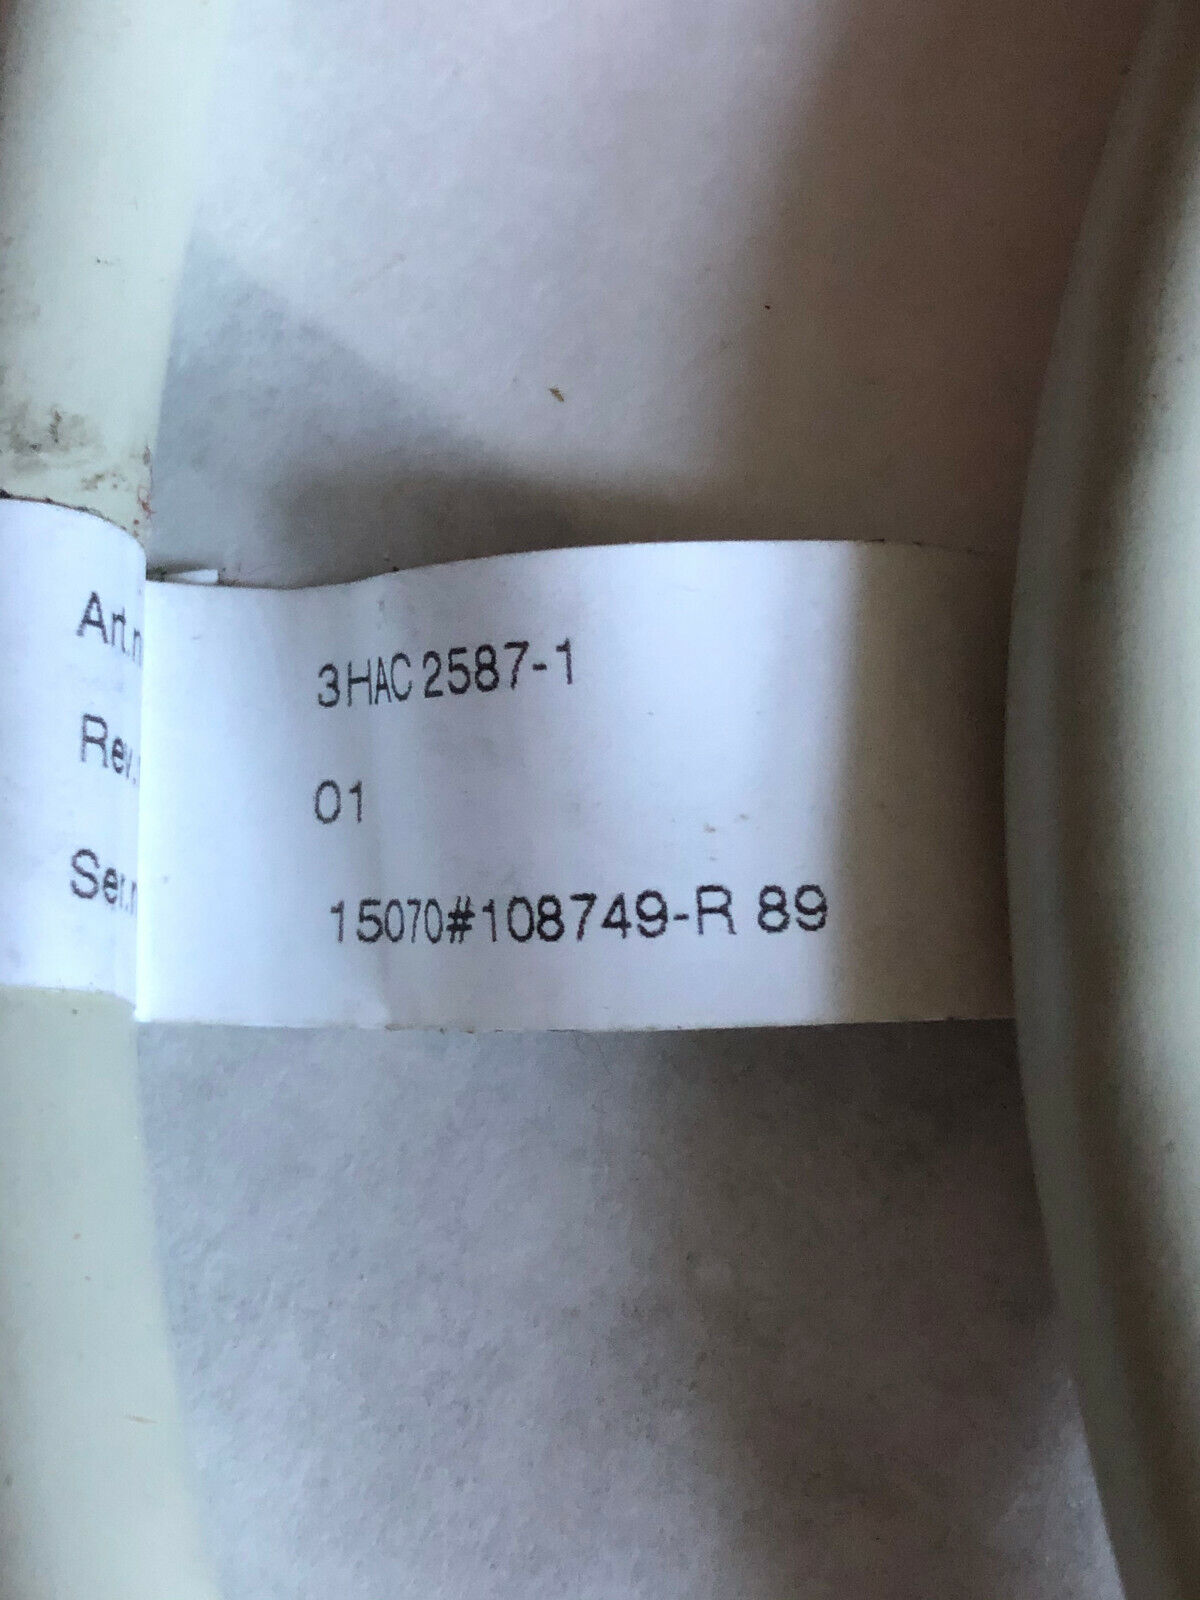 Art.n 3HAC 2587-1
Rev. 01
Ser.n 15070#108749-R 89